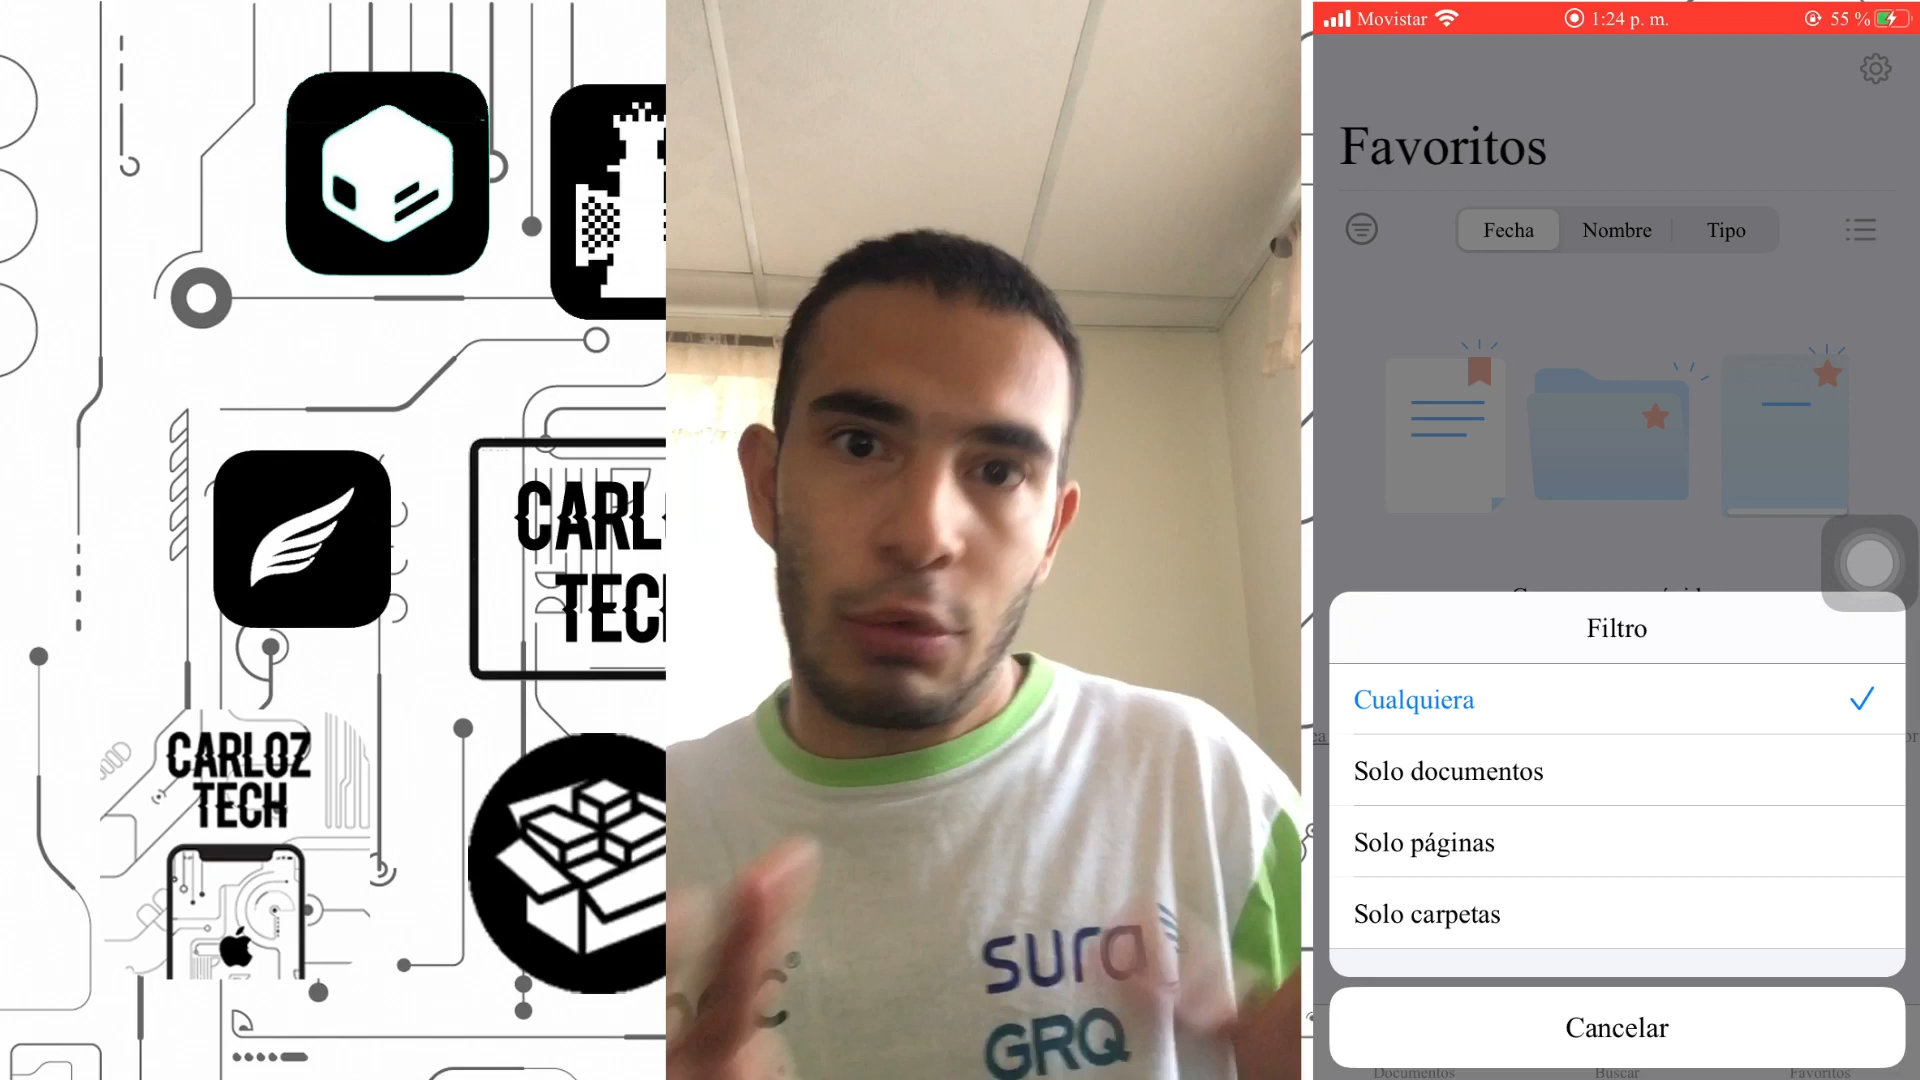 CARL
TECH
CARLOZ
TECH
sura
GRQ
Movistar
1:24 p. m.
55 %
Favoritos
Fecha Nombre Tipo
Filtro
Cualquiera
Solo documentos
Solo páginas
Solo carpetas
Cancelar
Documentos Buscar Favoritos